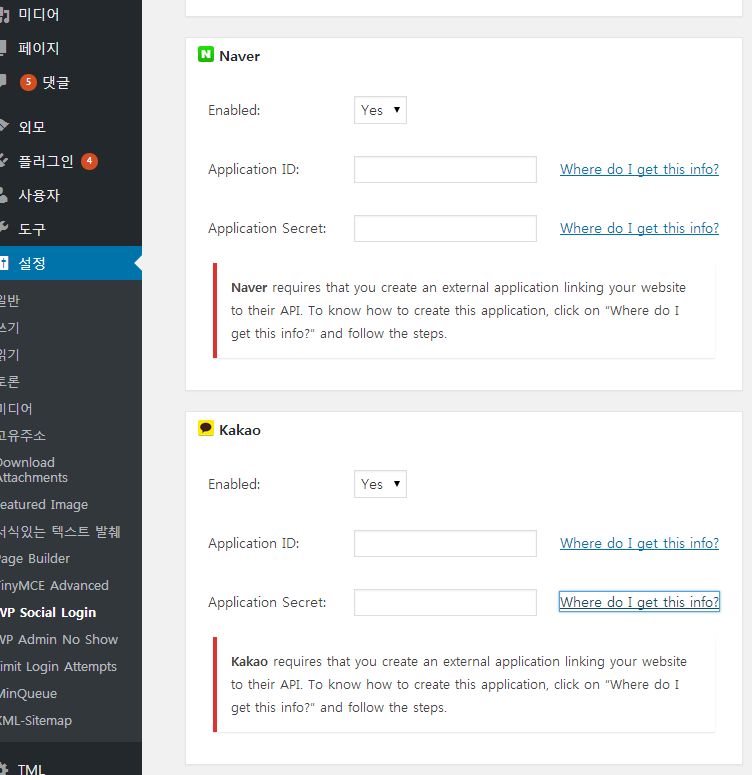 미디어
페이지
5 댓글
외모
플러그인 4
사용자
도구
설정
일반
쓰기
읽기
토론
미디어
고유주소
Download
Attachments
eatured Image
서식있는 텍스트 발췌
Page Builder
TinyMCE Advanced
WP Social Login
WP Admin No Show
imit Login Attempts
MinQueue
XML-Sitemap
TML
N Naver
Enabled: Yes
Application ID: Where do I get this info?
Application Secret: Where do I get this info?
Naver requires that you create an external application linking your website
to their API. To know how to create this application, click on "Where do I
get this info?" and follow the steps.
Kakao
Enabled: Yes
Application ID: Where do I get this info?
Application Secret: Where do I get this info?
Kakao requires that you create an external application linking your website
to their API. To know how to create this application, click on "Where do I
get this info?" and follow the steps.